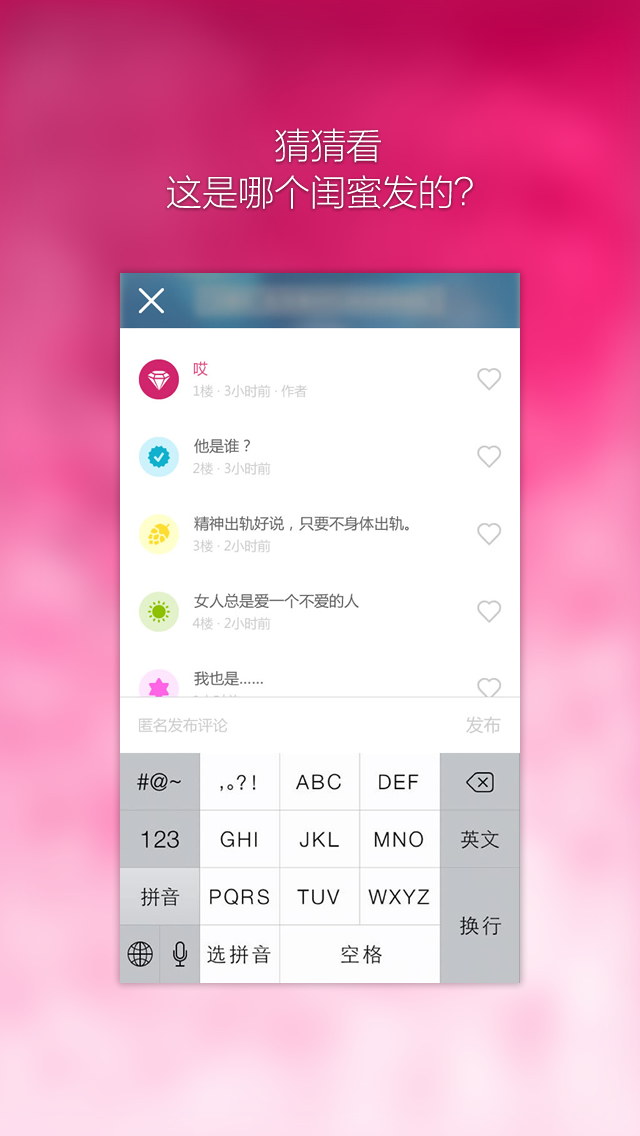 猜猜看
这是哪个闺蜜发的?
哎
1楼 · 3小时前 · 作者
他是谁？
2楼 · 3小时前
精神出轨好说，只要不身体出轨。
3楼 · 2小时前
女人总是爱一个不爱的人
4楼 · 2小时前
我也是……
匿名发布评论 发布
#@~ ,。?! ABC DEF
123 GHI JKL MNO 英文
拼音 PQRS TUV WXYZ
换行
选拼音 空格